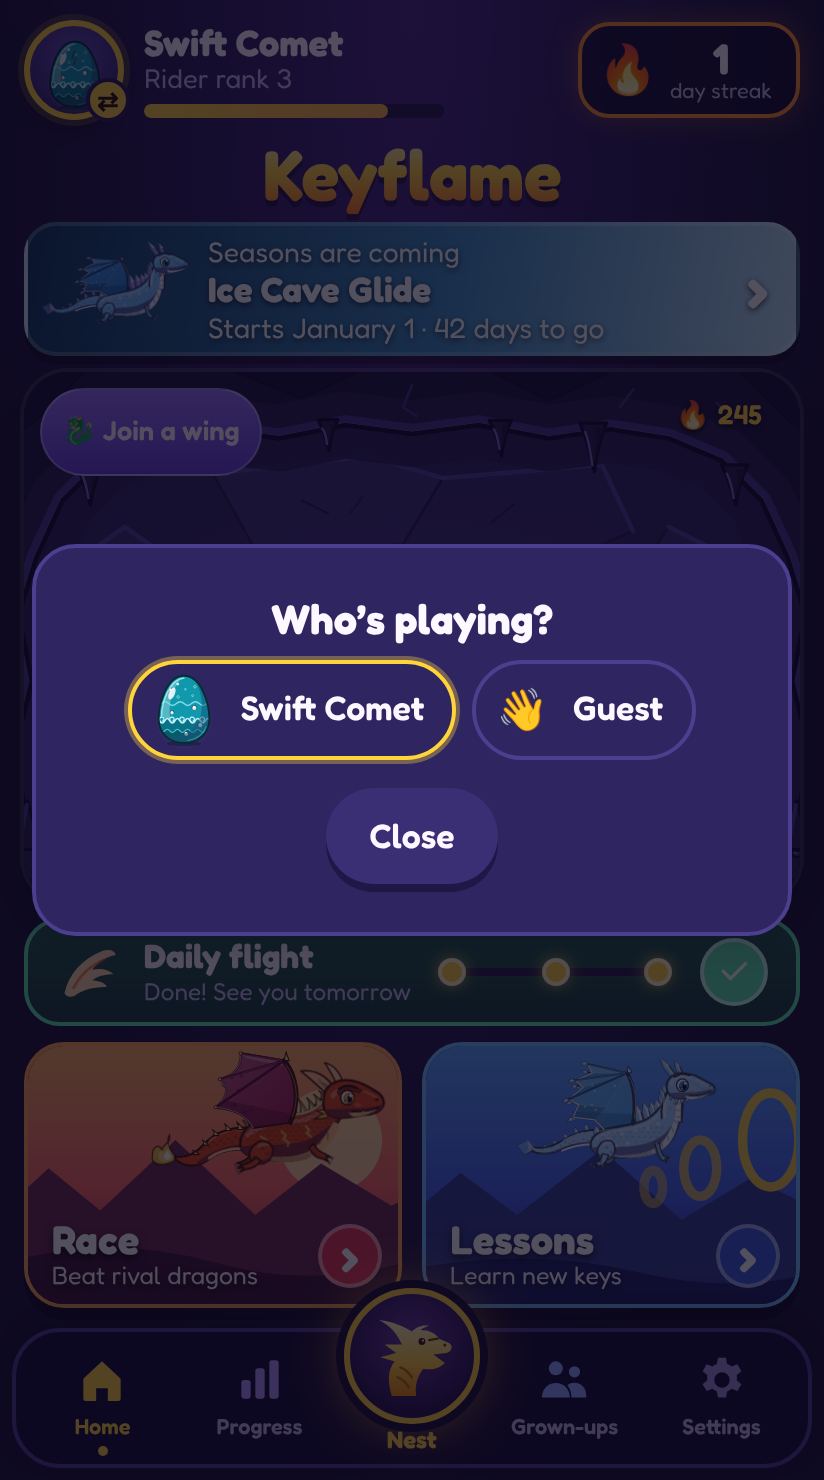 Swift Comet
Rider rank 3
1
day streak
Keyflame
Seasons are coming
Ice Cave Glide
Starts January 1 · 42 days to go
Join a wing
245
Who’s playing?
Swift Comet
Guest
Close
Daily flight
Done! See you tomorrow
Race
Beat rival dragons
Lessons
Learn new keys
Home
Progress
Nest
Grown-ups
Settings